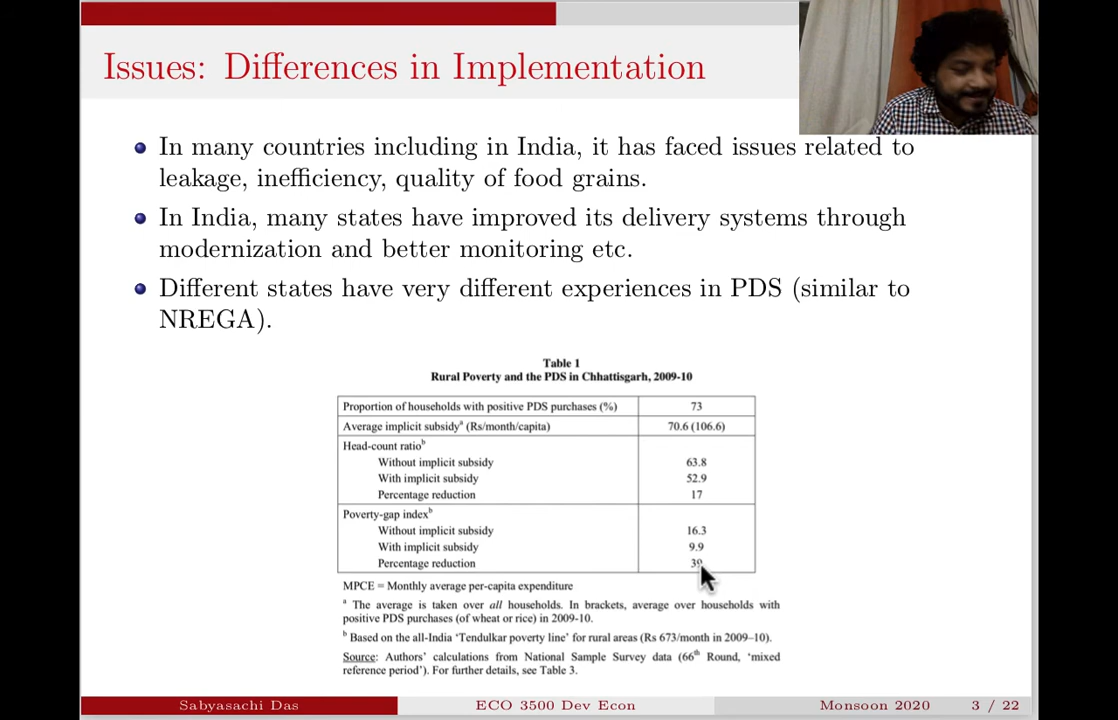 Issues: Differences in Implementation
In many countries including in India, it has faced issues related to
leakage, inefficiency, quality of food grains.
In India, many states have improved its delivery systems through
modernization and better monitoring etc.
Different states have very different experiences in PDS (similar to
NREGA).
Table 1
Rural Poverty and the PDS in Chhattisgarh, 2009-10
Proportion of households with positive PDS purchases (%) 73
Average implicit subsidyª (Rs/month/capita) 70.6 (106.6)
Head-count ratioᵇ
Without implicit subsidy 63.8
With implicit subsidy 52.9
Percentage reduction 17
Poverty-gap indexᵇ
Without implicit subsidy 16.3
With implicit subsidy 9.9
Percentage reduction 39
MPCE = Monthly average per-capita expenditure
ª The average is taken over all households. In brackets, average over households with
positive PDS purchases (of wheat or rice) in 2009-10.
ᵇ Based on the all-India ‘Tendulkar poverty line’ for rural areas (Rs 673/month in 2009–10).
Source: Authors’ calculations from National Sample Survey data (66th Round, ‘mixed
reference period’). For further details, see Table 3.
Sabyasachi Das ECO 3500 Dev Econ Monsoon 2020 3 / 22